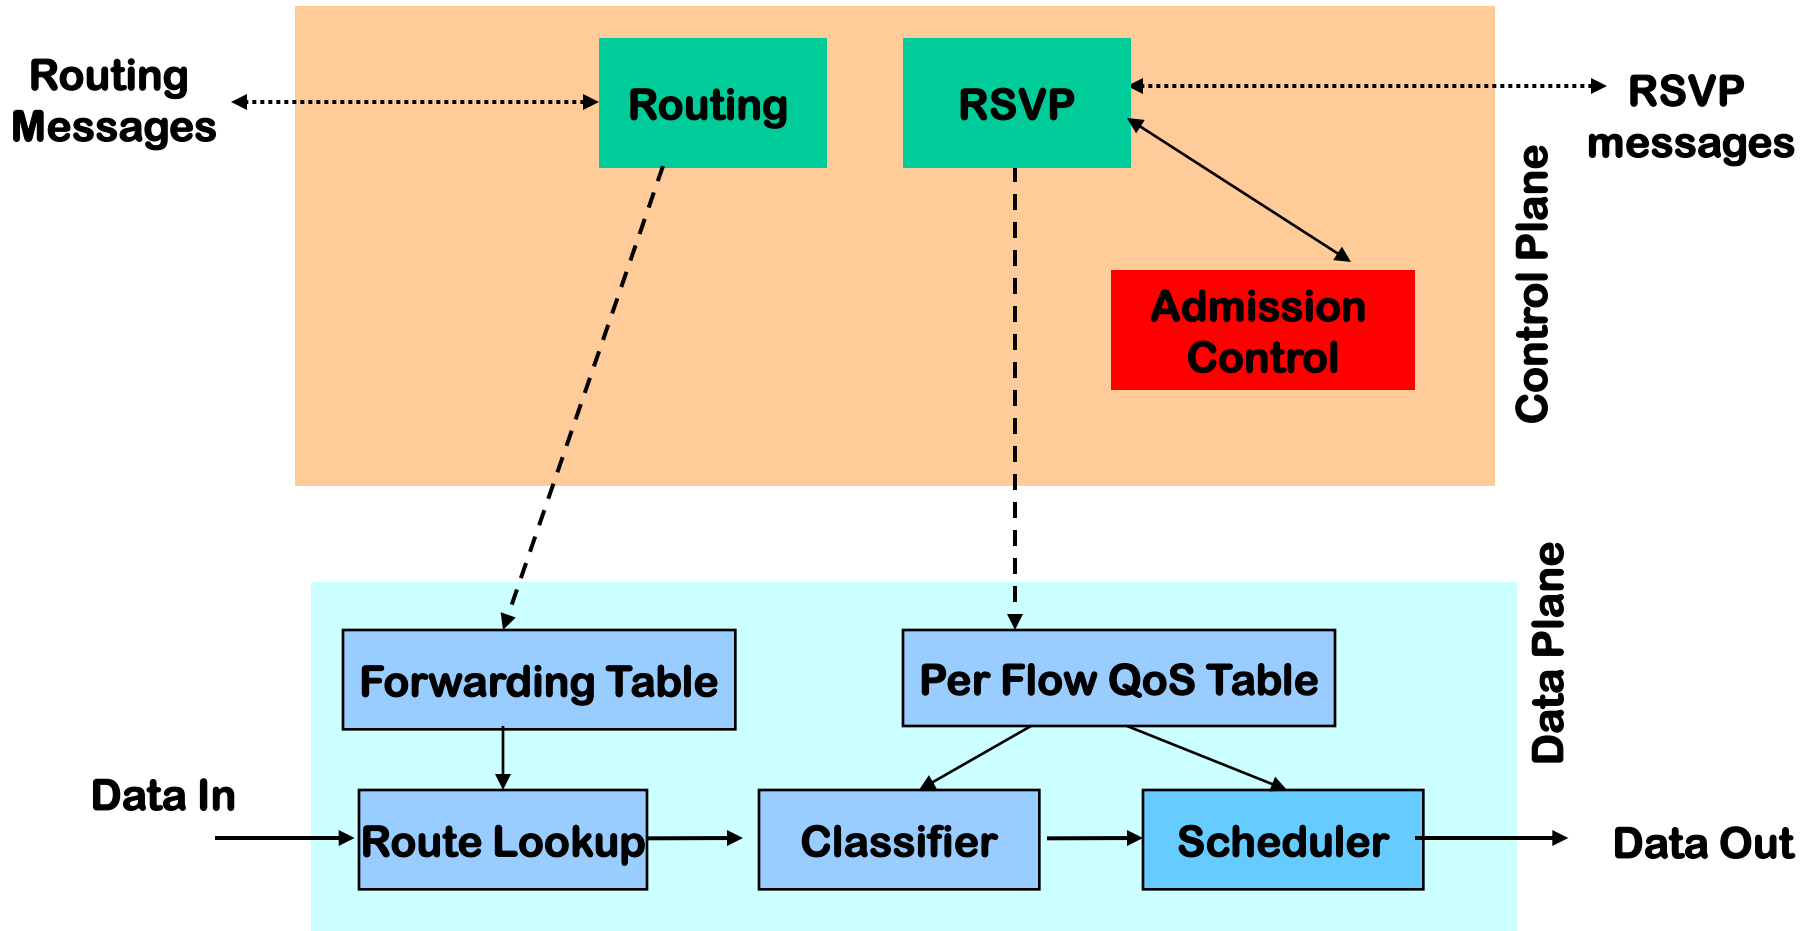 Routing
Messages
Routing
RSVP
RSVP
messages
Admission
Control
Control Plane
Forwarding Table
Per Flow QoS Table
Data Plane
Data In
Route Lookup
Classifier
Scheduler
Data Out